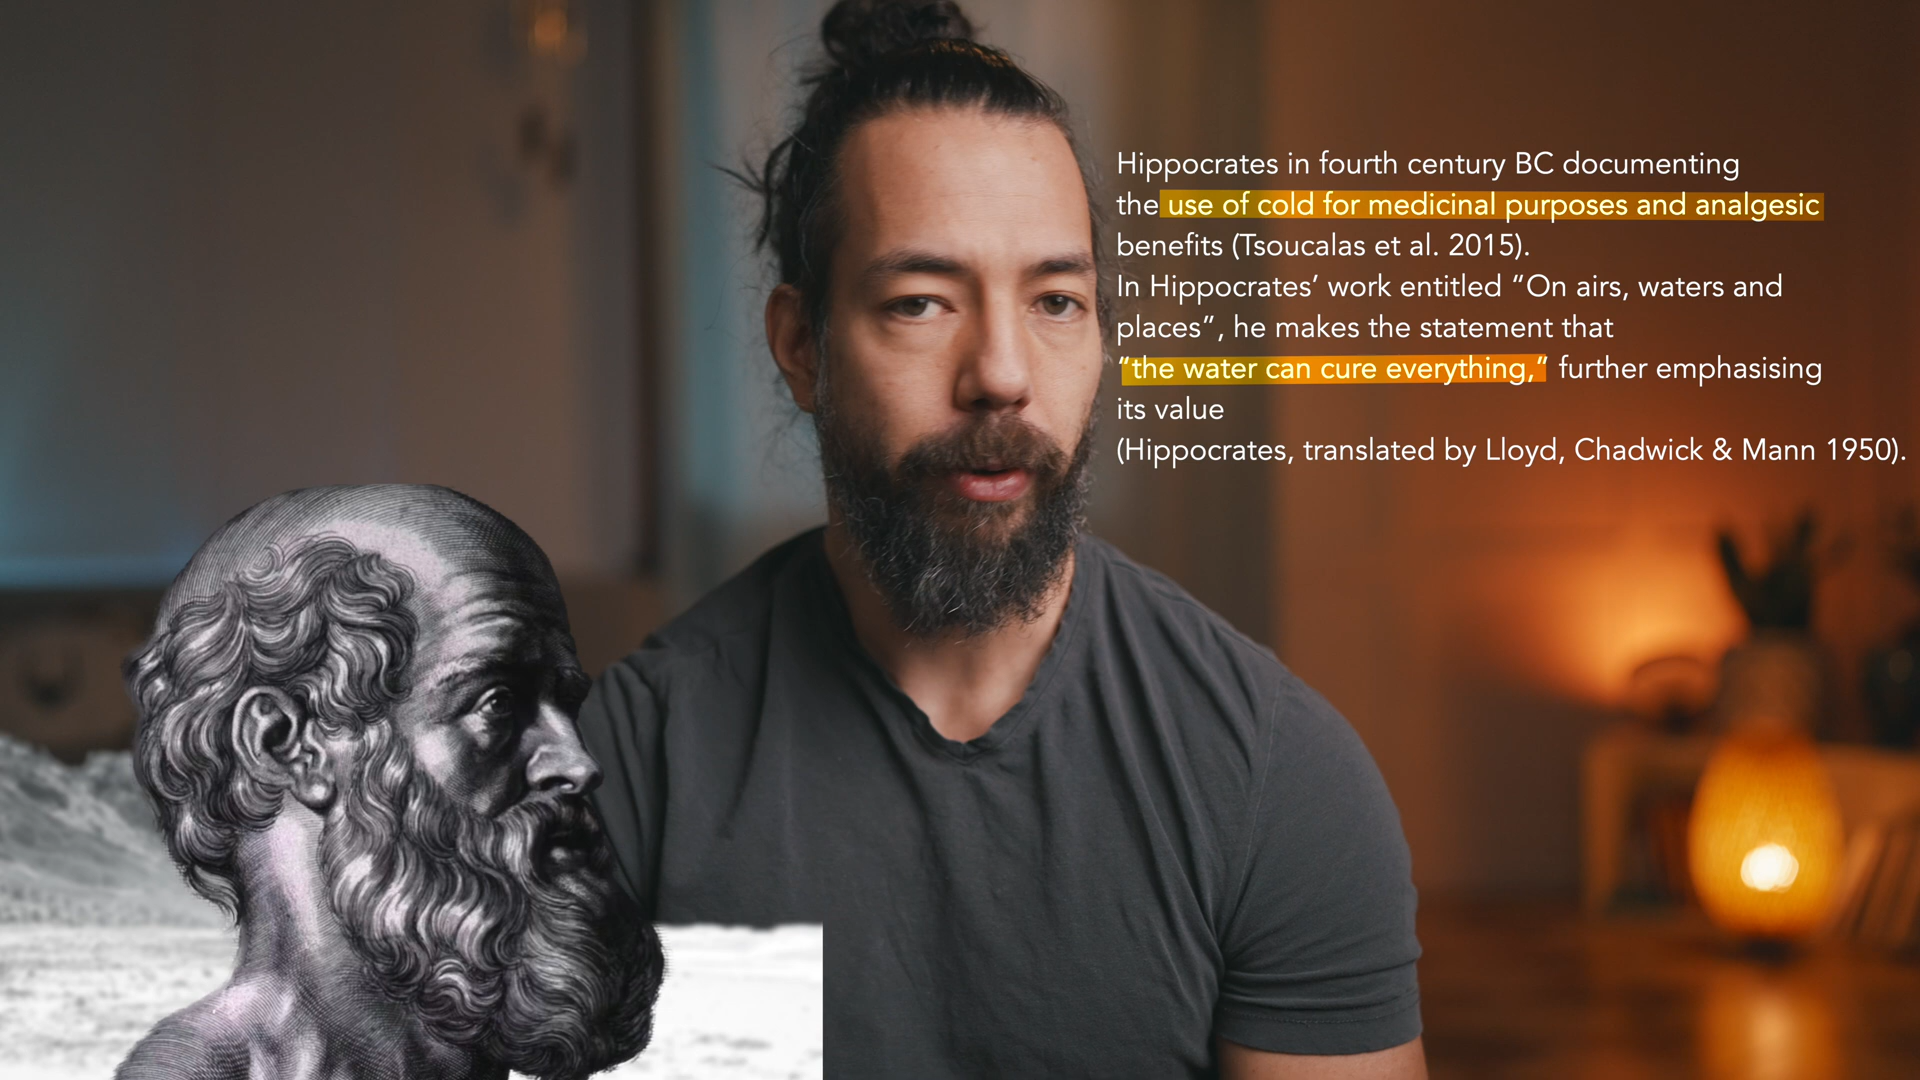 Hippocrates in fourth century BC documenting
the use of cold for medicinal purposes and analgesic
benefits (Tsoucalas et al. 2015).
In Hippocrates’ work entitled “On airs, waters and
places”, he makes the statement that
“the water can cure everything,” further emphasising
its value
(Hippocrates, translated by Lloyd, Chadwick & Mann 1950).